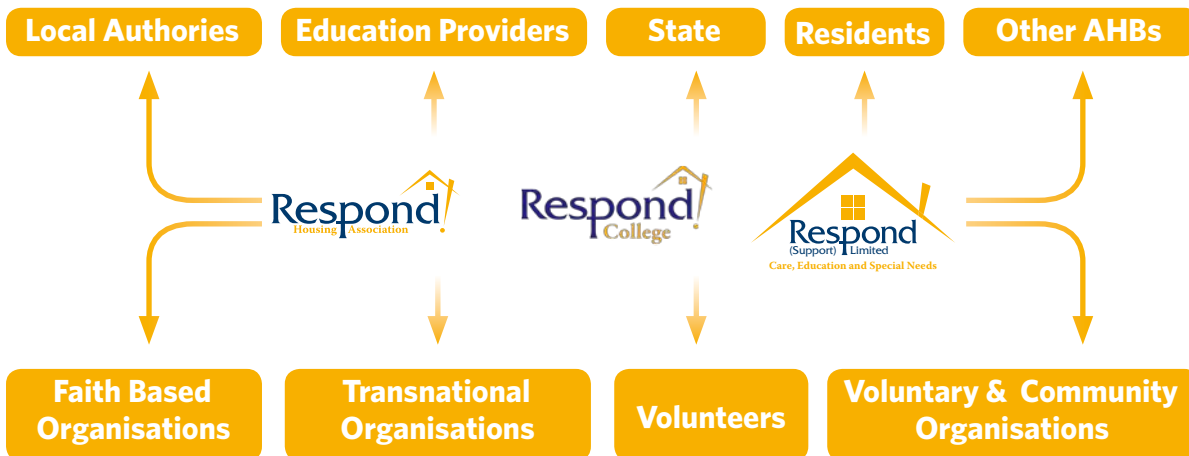 Local Authories
Education Providers
State
Residents
Other AHBs
Respond!
Housing Association
Respond!
College
Respond
(Support) Limited
Care, Education and Special Needs
Faith Based
Organisations
Transnational
Organisations
Volunteers
Voluntary & Community
Organisations